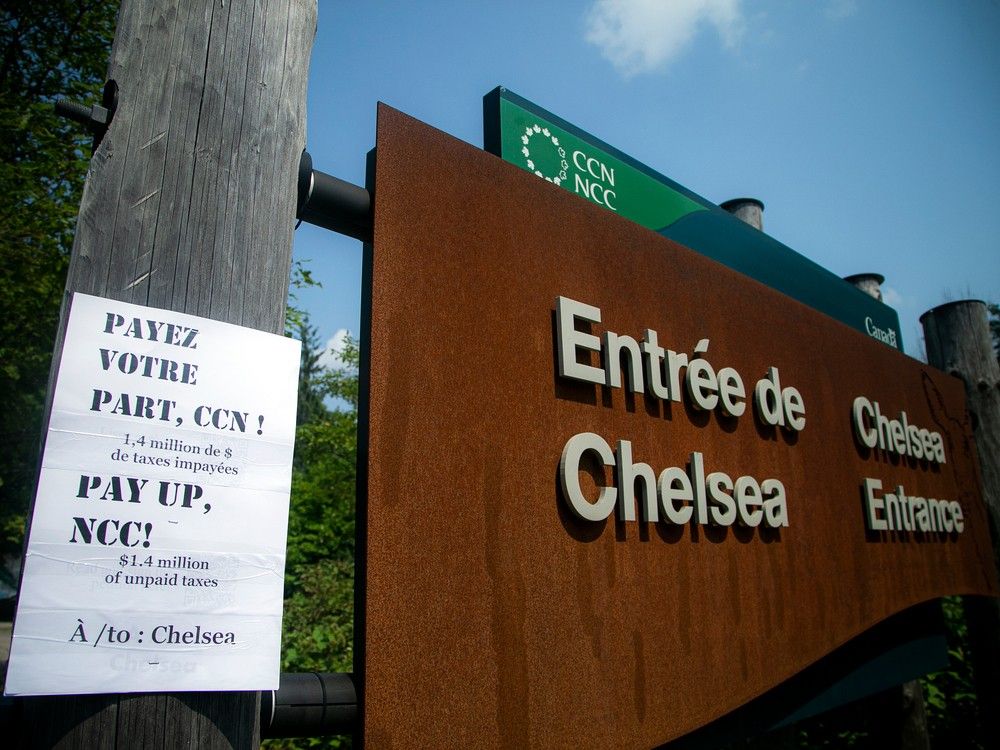 PAYEZ
VOTRE
PART, CCN !
1,4 million de $
de taxes impayées
PAY UP,
NCC!
$1.4 million
of unpaid taxes
À /to : Chelsea
Chelsea
CCN
NCC
Canada
Entrée de
Chelsea
Chelsea
Entrance